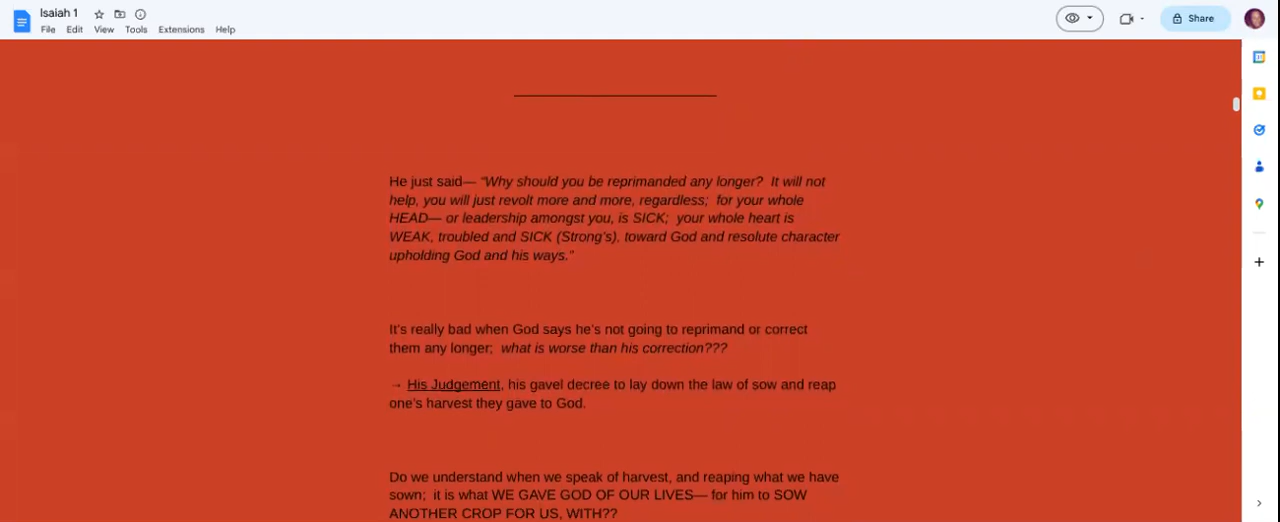 Isaiah 1
File Edit View Tools Extensions Help
Share
He just said— “Why should you be reprimanded any longer?  It will not
help, you will just revolt more and more, regardless;  for your whole
HEAD— or leadership amongst you, is SICK;  your whole heart is
WEAK, troubled and SICK (Strong’s). toward God and resolute character
upholding God and his ways.”
It’s really bad when God says he’s not going to reprimand or correct
them any longer;  what is worse than his correction???
→ His Judgement, his gavel decree to lay down the law of sow and reap
one’s harvest they gave to God.
Do we understand when we speak of harvest, and reaping what we have
sown;  it is what WE GAVE GOD OF OUR LIVES— for him to SOW
ANOTHER CROP FOR US, WITH??